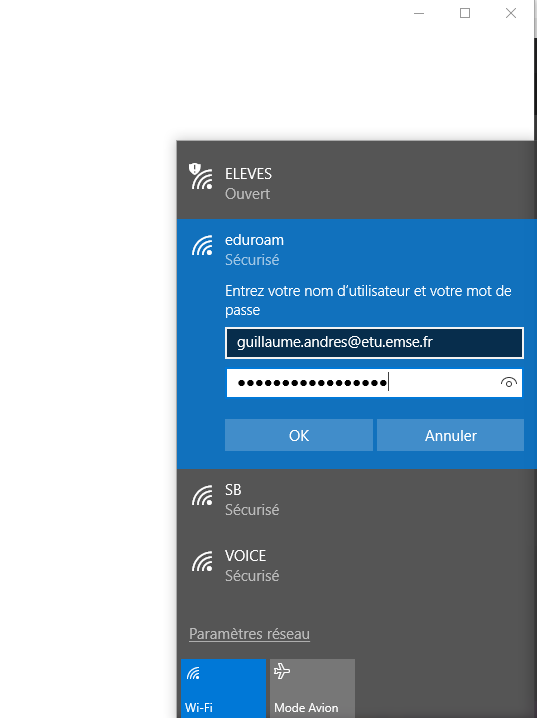 ELEVES
Ouvert
eduroam
Sécurisé
Entrez votre nom d’utilisateur et votre mot de
passe
guillaume.andres@etu.emse.fr
•••••••••••••••••
OK Annuler
SB
Sécurisé
VOICE
Sécurisé
Paramètres réseau
Wi-Fi Mode Avion